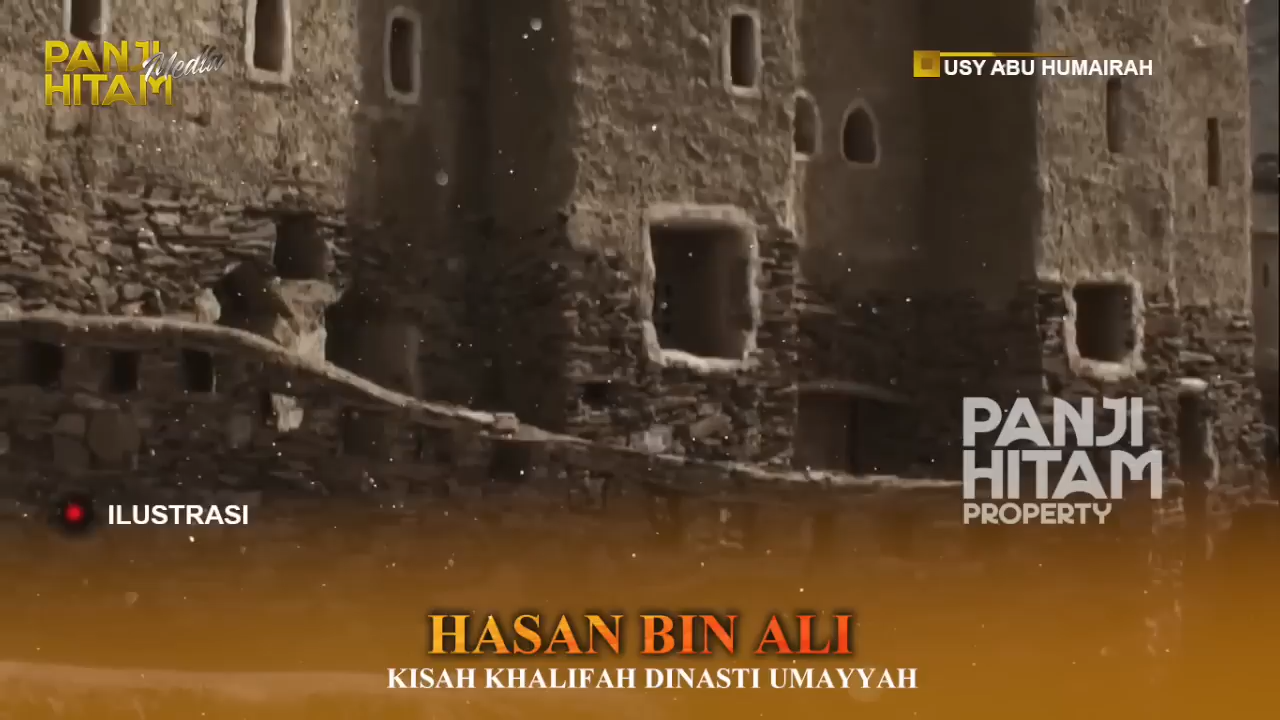 PANJI
HITAM
Media
USY ABU HUMAIRAH
PANJI
HITAM
PROPERTY
ILUSTRASI
HASAN BIN ALI
KISAH KHALIFAH DINASTI UMAYYAH